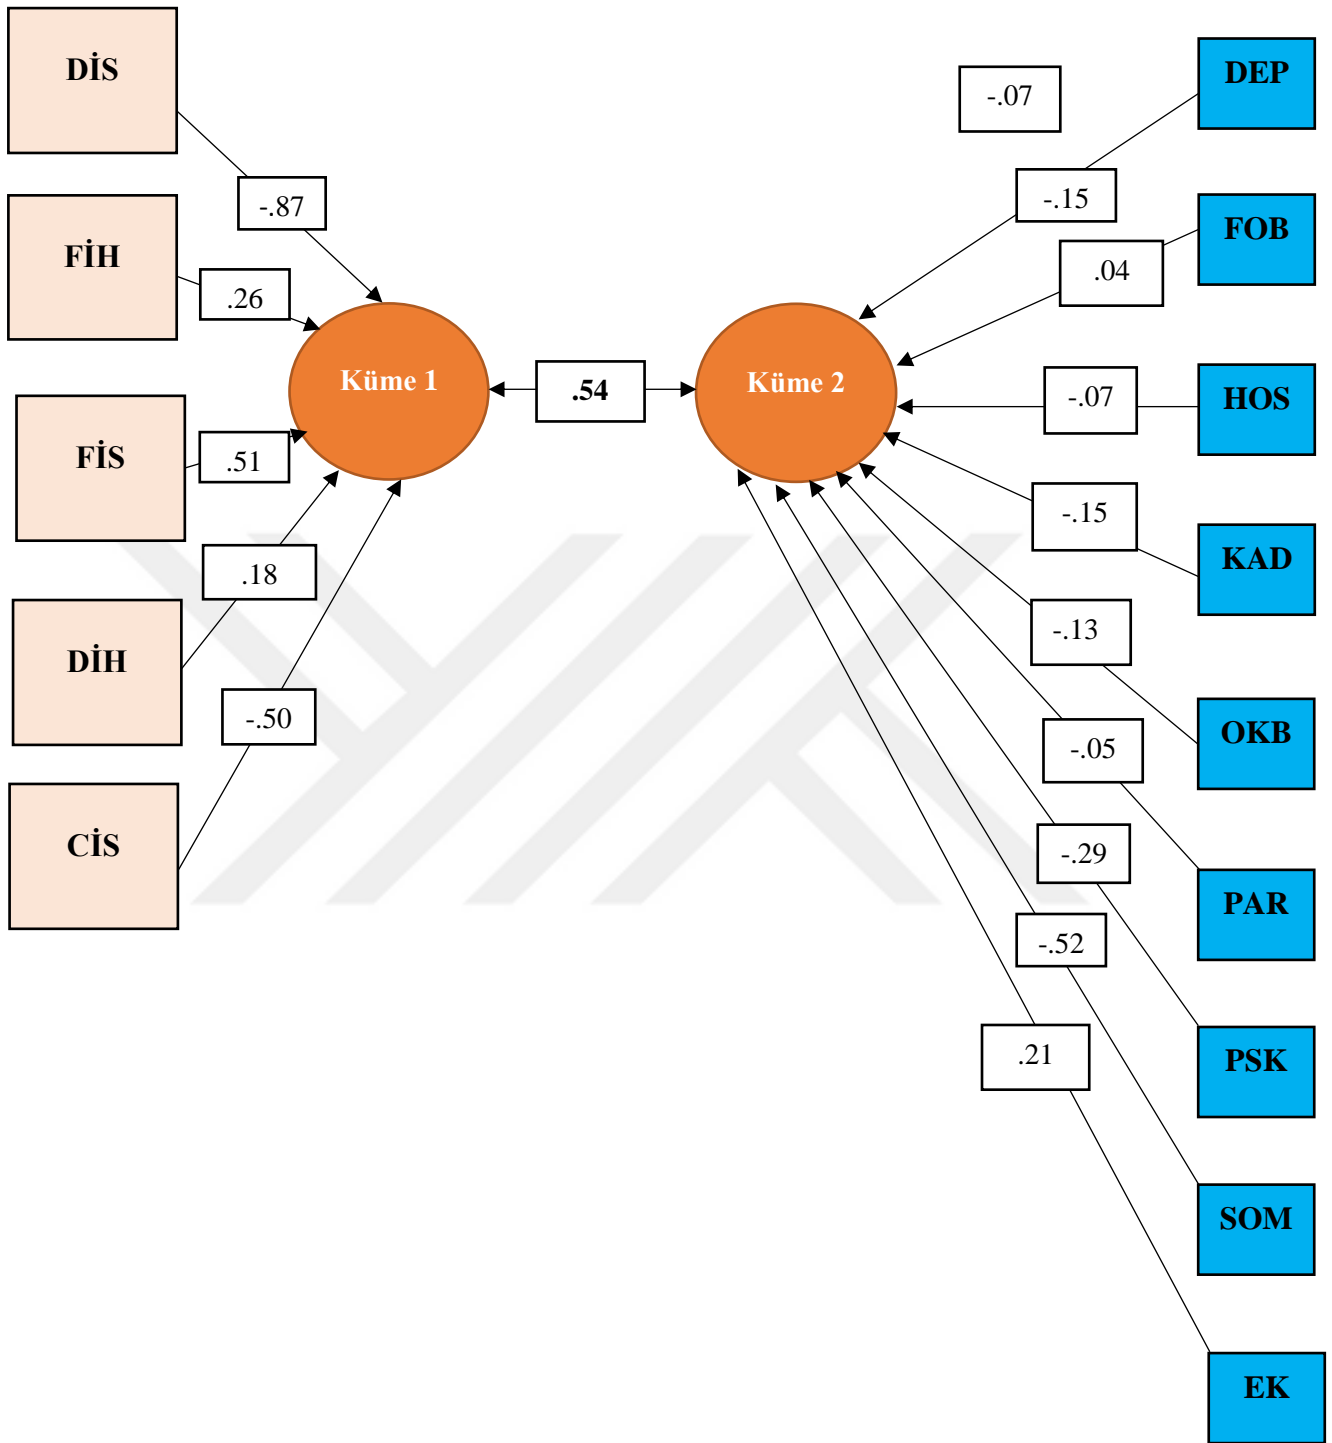 DİS
DEP
-.07
-.87
-.15
FİH
FOB
.26
.04
Küme 1
.54
Küme 2
-.07
HOS
FİS
.51
-.15
KAD
.18
DİH
-.13
-.50
OKB
-.05
CİS
-.29
PAR
-.52
.21
PSK
SOM
EK